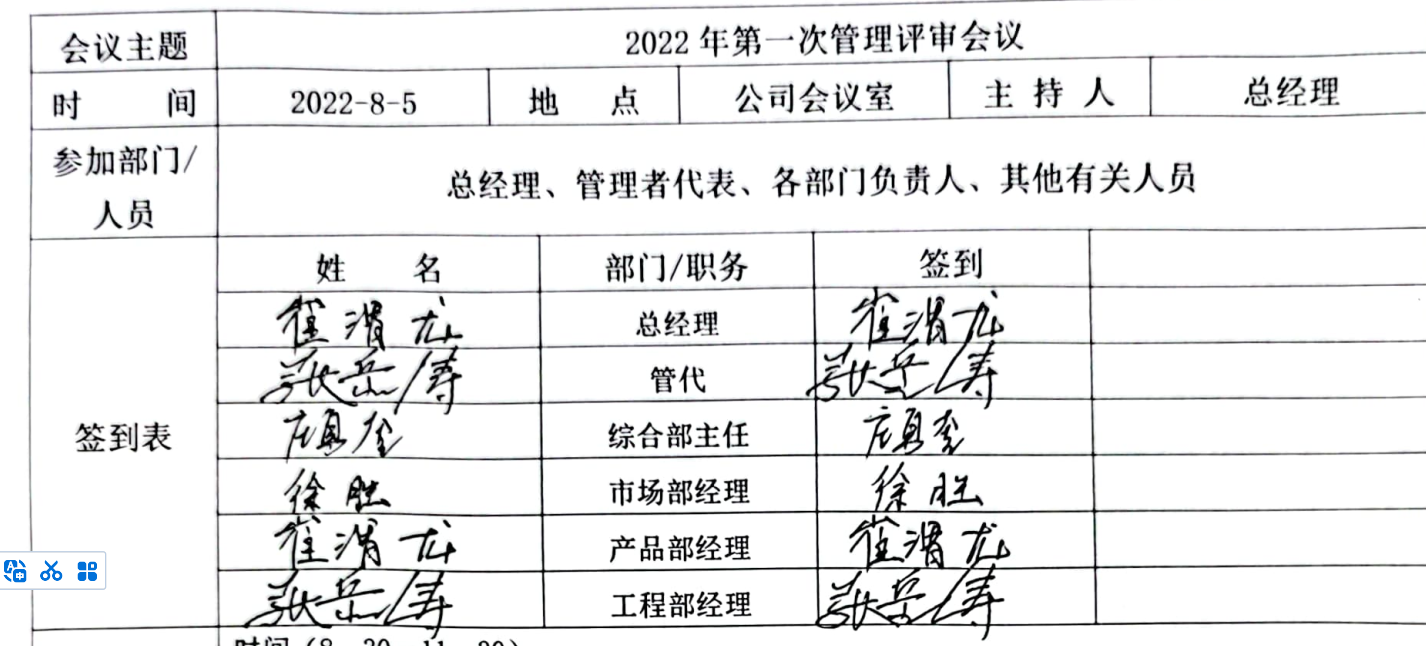 会议主题 2022 年第一次管理评审会议
时 间 2022-8-5 地 点 公司会议室 主 持 人 总经理
参加部门/
人员
总经理、管理者代表、各部门负责人、其他有关人员
签到表
姓 名 部门/职务 签到
崔渭龙 总经理 崔渭龙
张岳涛 管代 张岳涛
综合部主任
徐胜 市场部经理 徐胜
崔渭龙 产品部经理 崔渭龙
张岳涛 工程部经理 张岳涛